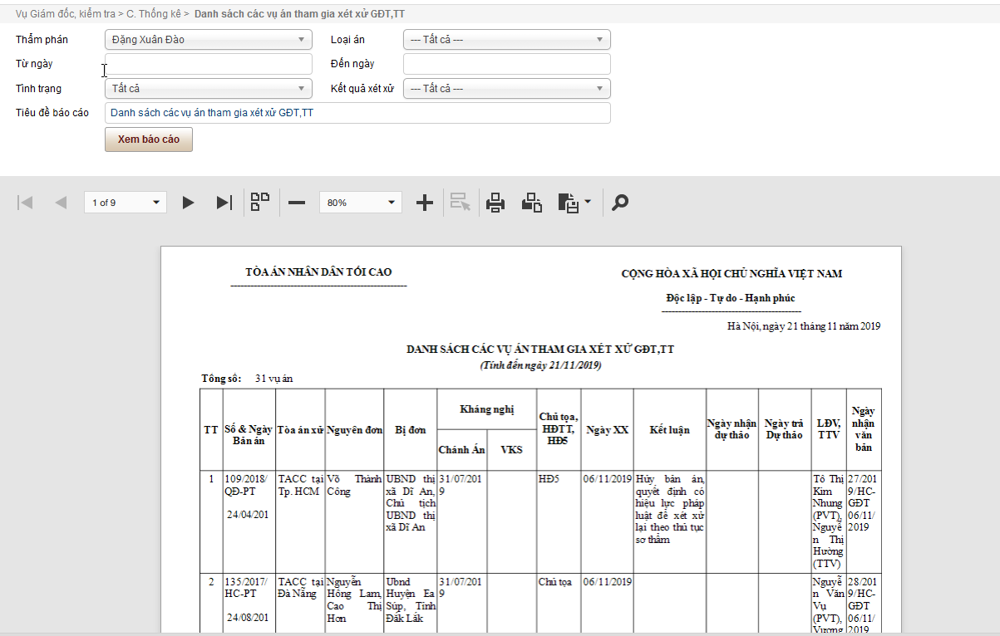 Vụ Giám đốc, kiểm tra > C. Thống kê > Danh sách các vụ án tham gia xét xử GĐT,TT
Thẩm phán Đặng Xuân Đào Loại án --- Tất cả ---
Từ ngày Đến ngày
Tình trạng Tất cả Kết quả xét xử --- Tất cả ---
Tiêu đề báo cáo Danh sách các vụ án tham gia xét xử GĐT,TT
Xem báo cáo
1 of 9 80%
TÒA ÁN NHÂN DÂN TỐI CAO
CỘNG HÒA XÃ HỘI CHỦ NGHĨA VIỆT NAM
Độc lập - Tự do - Hạnh phúc
Hà Nội, ngày 21 tháng 11 năm 2019
DANH SÁCH CÁC VỤ ÁN THAM GIA XÉT XỬ GĐT,TT
(Tính đến ngày 21/11/2019)
Tổng số: 31 vụ án
TT
Số & Ngày
Bản án
Tòa án xử
Nguyên đơn
Bị đơn
Kháng nghị
Chánh Án
VKS
Chủ tọa,
HĐTT,
HĐ5
Ngày XX
Kết luận
Ngày nhận
dự thảo
Ngày trả
Dự thảo
LĐV,
TTV
Ngày
nhận
văn
bản
1
109/2018/
QĐ-PT
24/04/201
TACC tại
Tp. HCM
Võ Thành
Công
UBND thị
xã Dĩ An,
Chủ tịch
UBND thị
xã Dĩ An
31/07/201
9
HĐ5
06/11/2019
Hủy bản án,
quyết định có
hiệu lực pháp
luật để xét xử
lại theo thủ tục
sơ thẩm
Tô Thị
Kim
Nhung
(PVT),
Nguyễ
n Thị
Hường
(TTV)
27/201
9/HC-
GĐT
06/11/
2019
2
135/2017/
HC-PT
24/08/201
TACC tại
Đà Nẵng
Nguyễn
Hồng Lam,
Cao Thị
Hơn
Ubnd
Huyện Ea
Súp, Tỉnh
Đắk Lắk
31/07/201
9
Chủ tọa
06/11/2019
Nguyễ
n Văn
Vụ
(PVT),
Vương
28/201
9/HC-
GĐT
06/11/
2019